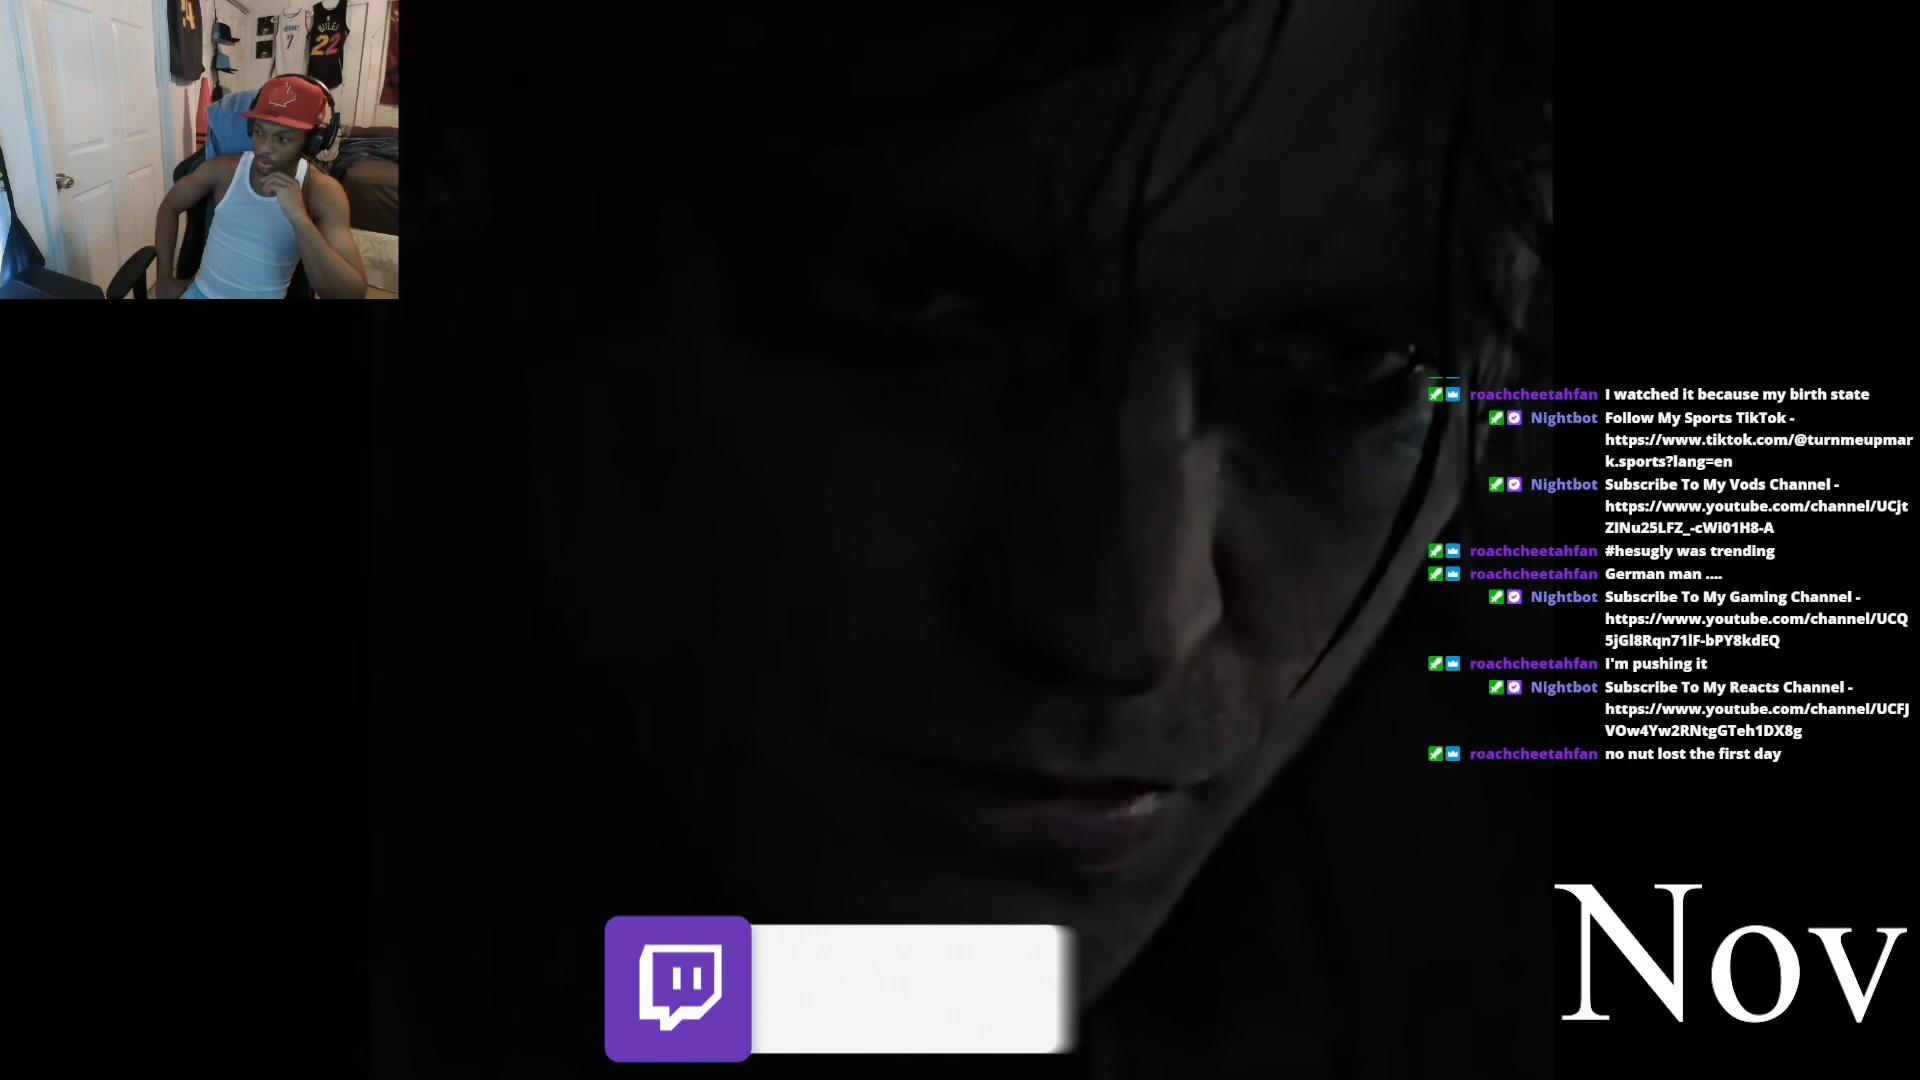 BUTLER
22
7
roachcheetahfan I watched it because my birth state
Nightbot Follow My Sports TikTok -
https://www.tiktok.com/@turnmeupmar
k.sports?lang=en
Nightbot Subscribe To My Vods Channel -
https://www.youtube.com/channel/UCjt
ZINu25LFZ_-cWi01H8-A
roachcheetahfan #hesugly was trending
roachcheetahfan German man ....
Nightbot Subscribe To My Gaming Channel -
https://www.youtube.com/channel/UCQ
5jGl8Rqn71lF-bPY8kdEQ
roachcheetahfan I'm pushing it
Nightbot Subscribe To My Reacts Channel -
https://www.youtube.com/channel/UCFJ
VOw4Yw2RNtgGTeh1DX8g
roachcheetahfan no nut lost the first day
Nov